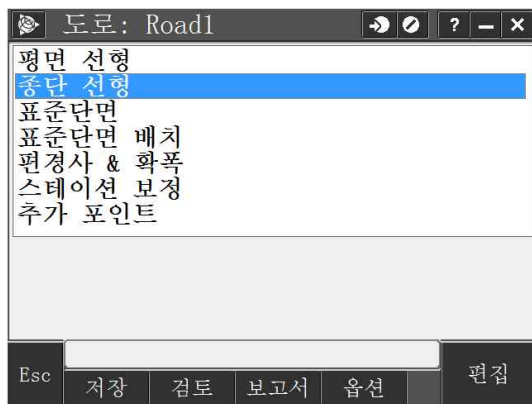 도로: Road1 ? – ×
평면 선형
종단 선형
표준단면
표준단면 배치
편경사 & 확폭
스테이션 보정
추가 포인트
Esc 저장 검토 보고서 옵션 편집